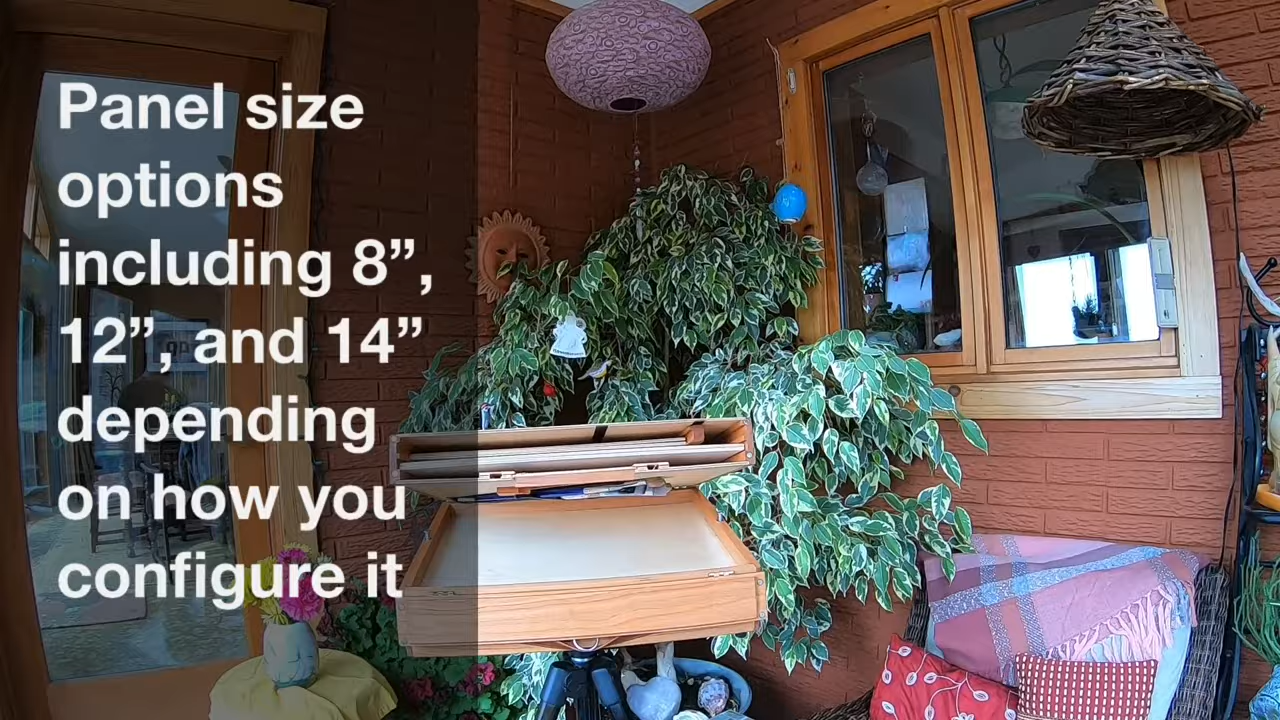 Panel size
options
including 8”,
12”, and 14”
depending
on how you
configure it